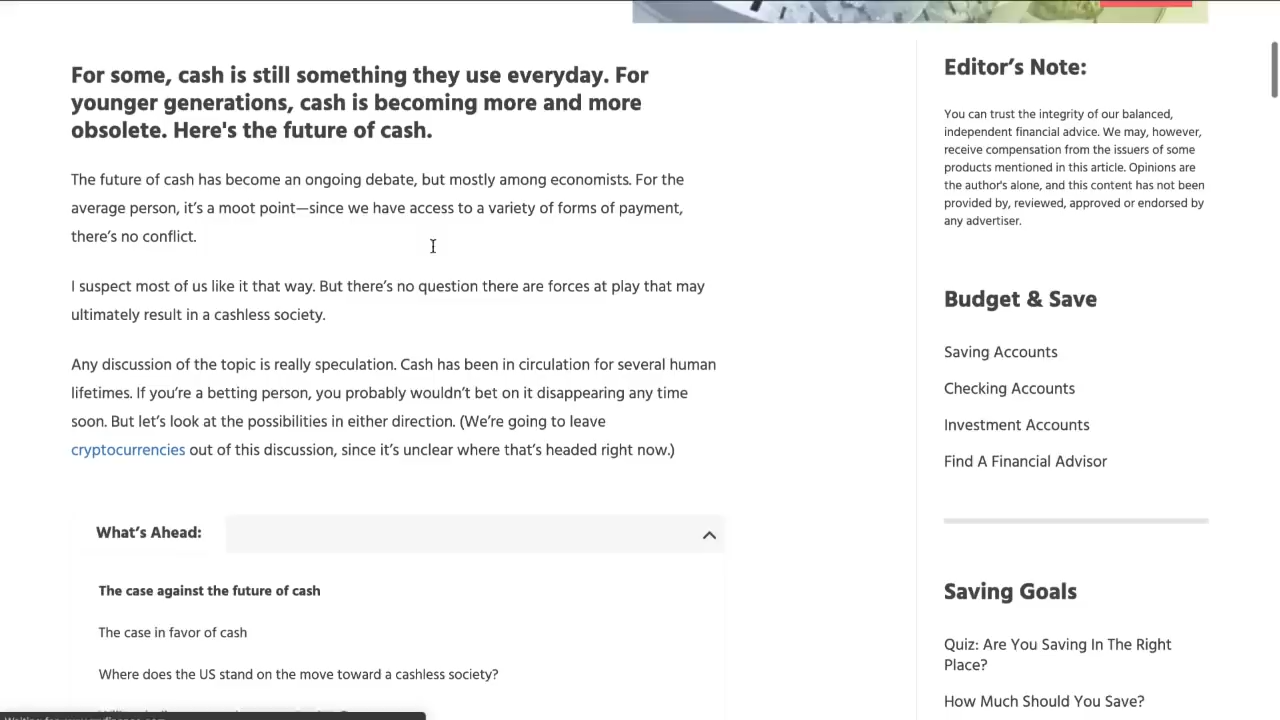 For some, cash is still something they use everyday. For
younger generations, cash is becoming more and more
obsolete. Here's the future of cash.
The future of cash has become an ongoing debate, but mostly among economists. For the
average person, it's a moot point—since we have access to a variety of forms of payment,
there's no conflict.
I suspect most of us like it that way. But there's no question there are forces at play that may
ultimately result in a cashless society.
Any discussion of the topic is really speculation. Cash has been in circulation for several human
lifetimes. If you're a betting person, you probably wouldn't bet on it disappearing any time
soon. But let's look at the possibilities in either direction. (We're going to leave
cryptocurrencies out of this discussion, since it's unclear where that's headed right now.)
What's Ahead:
The case against the future of cash
The case in favor of cash
Where does the US stand on the move toward a cashless society?
Editor's Note:
You can trust the integrity of our balanced,
independent financial advice. We may, however,
receive compensation from the issuers of some
products mentioned in this article. Opinions are
the author's alone, and this content has not been
provided by, reviewed, approved or endorsed by
any advertiser.
Budget & Save
Saving Accounts
Checking Accounts
Investment Accounts
Find A Financial Advisor
Saving Goals
Quiz: Are You Saving In The Right
Place?
How Much Should You Save?